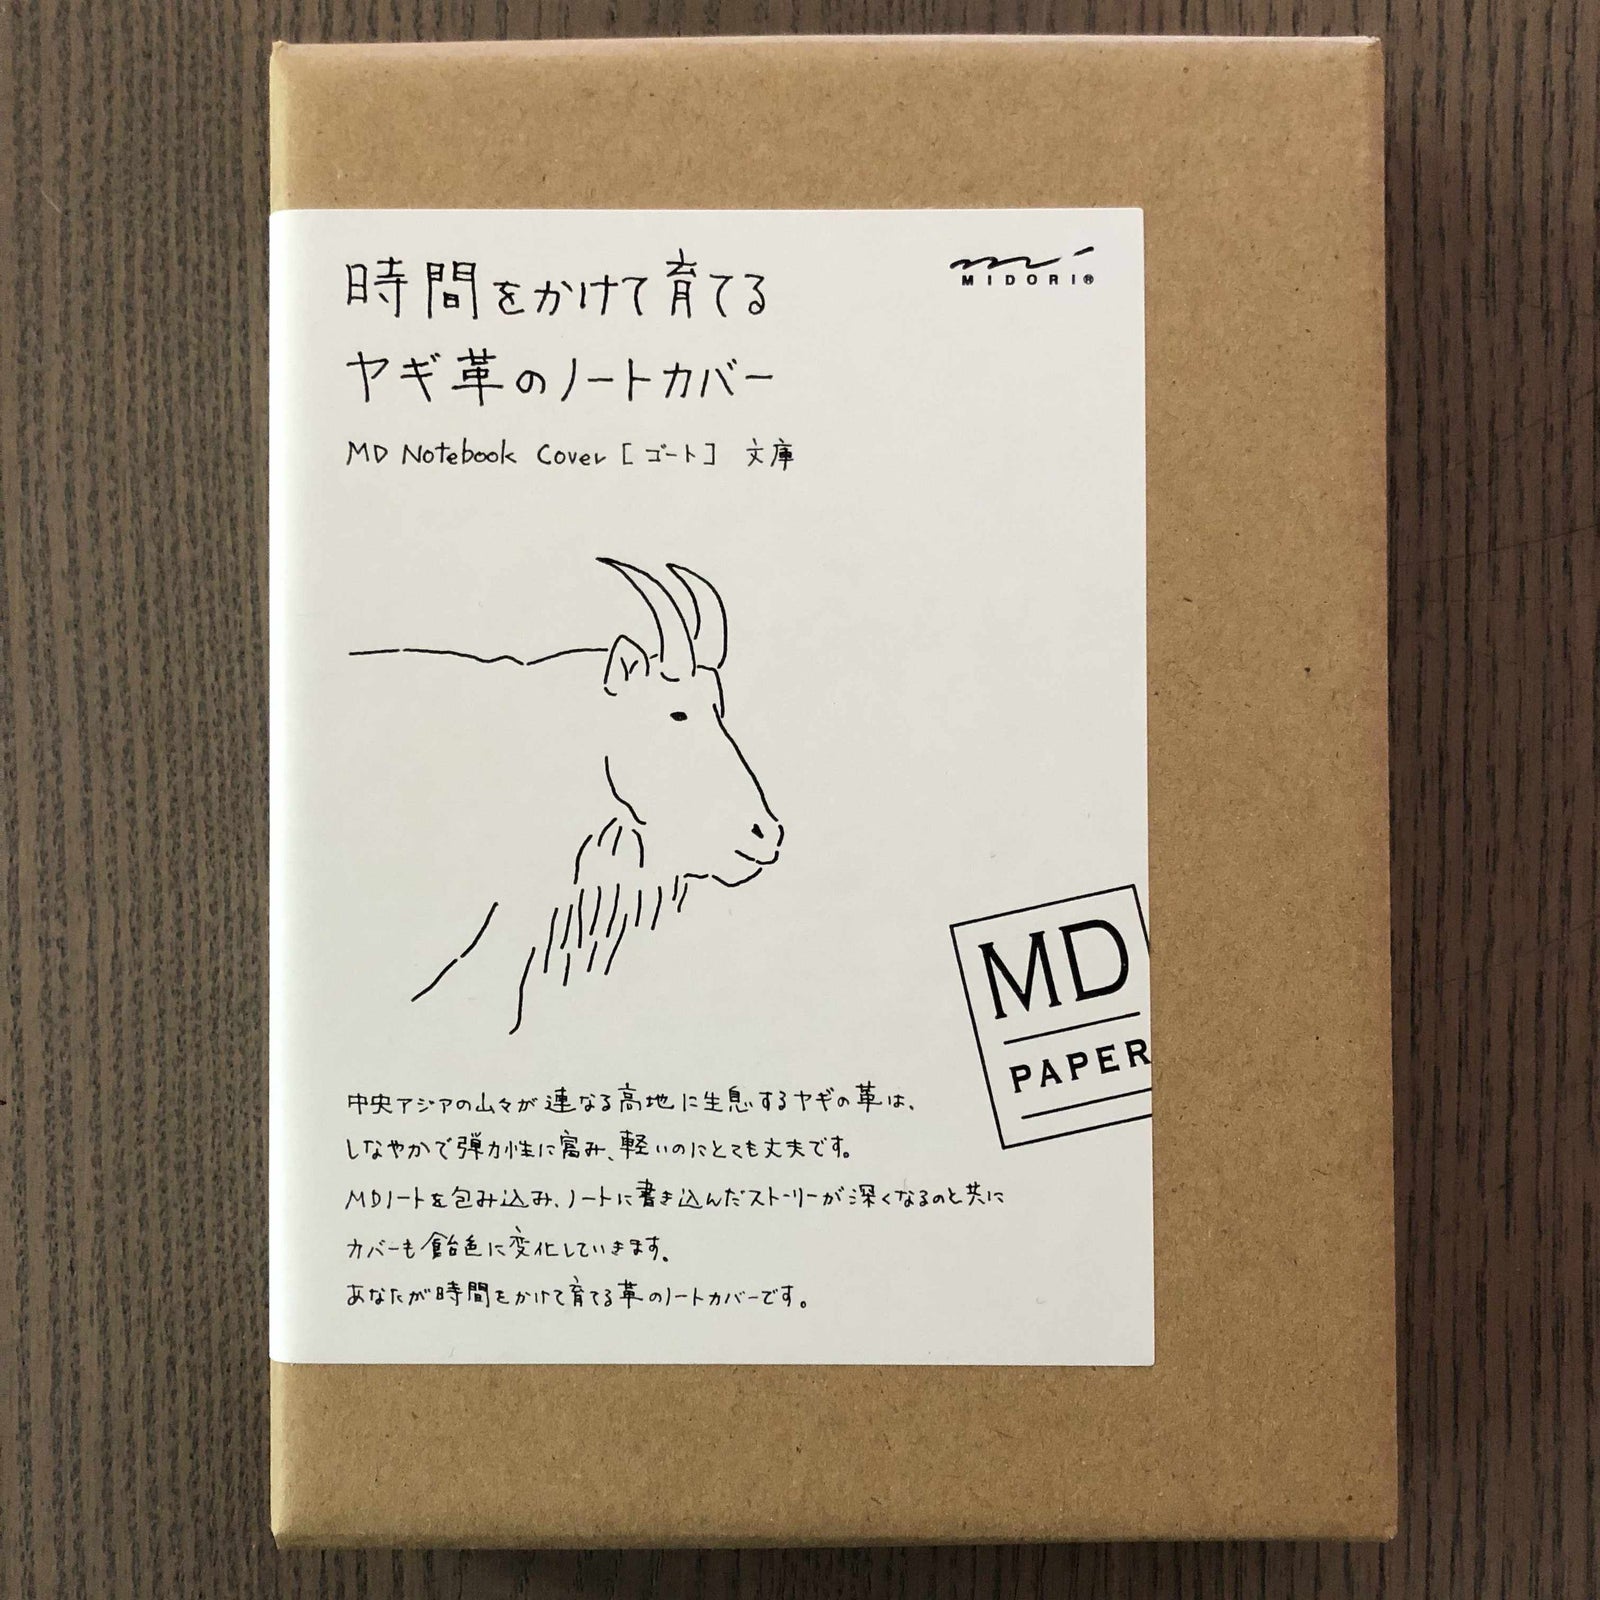 時間をかけて育てる
ヤギ革のノートカバー
MD Notebook Cover [ゴート] 文庫
MIDORI®
MD
PAPER
中央アジアの山々が連なる高地に生息するヤギの革は、
しなやかで弾力性に富み、軽いのにとても丈夫です。
MDノートを包み込み、ノートに書き込んだストーリーが深くなるのと共に
カバーも飴色に変化していきます。
あなたが時間をかけて育てる革のノートカバーです。